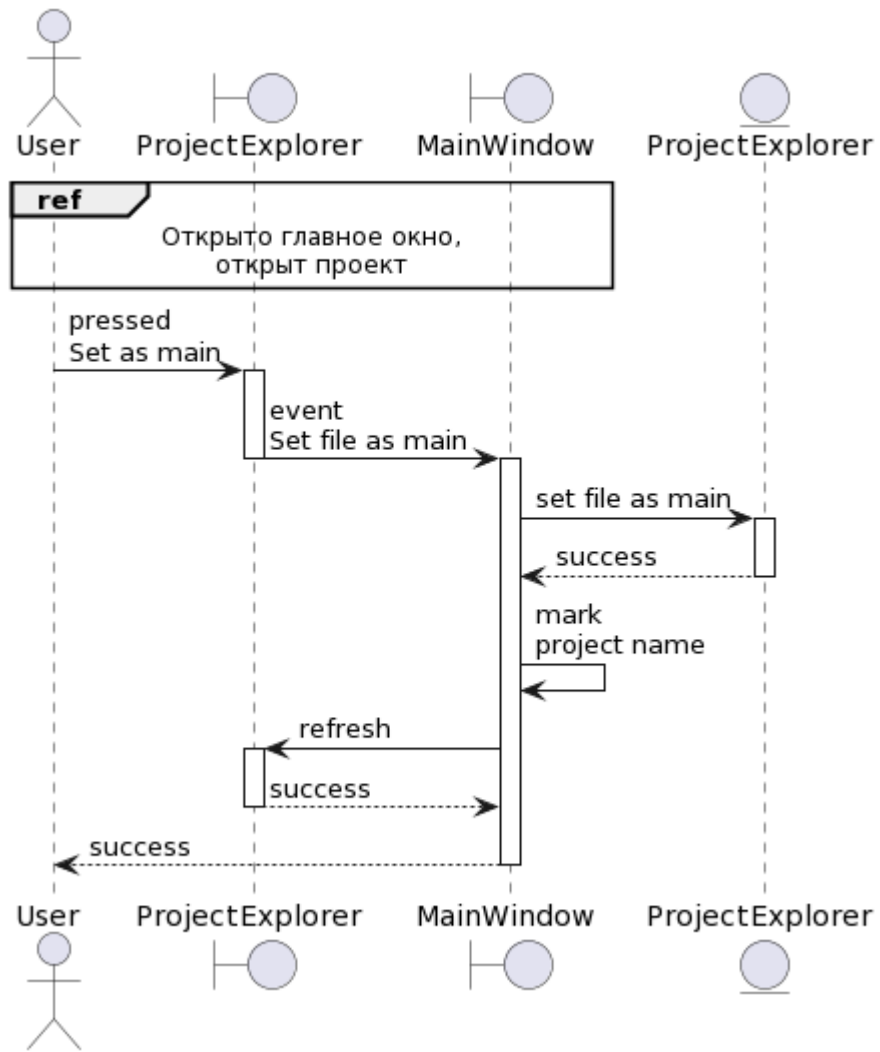 User
ProjectExplorer
MainWindow
ProjectExplorer
ref
Открыто главное окно,
открыт проект
pressed
Set as main
event
Set file as main
set file as main
success
mark
project name
refresh
success
success
User
ProjectExplorer
MainWindow
ProjectExplorer